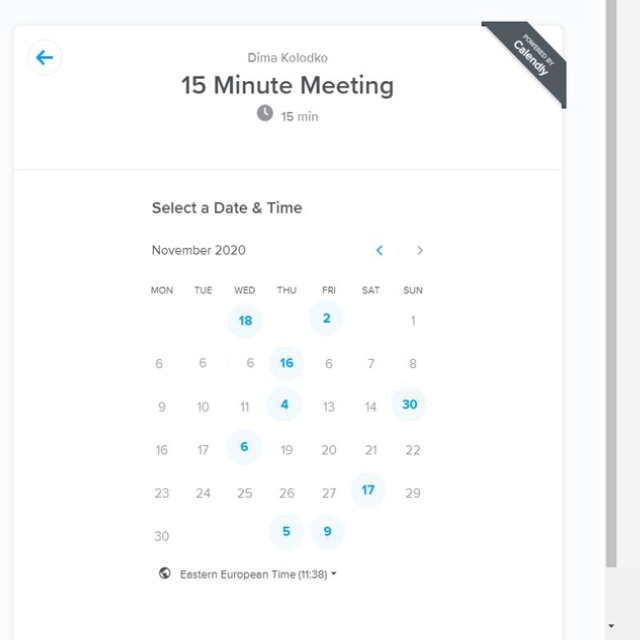 POWERED BY
Calendly
Dima Kolodko
15 Minute Meeting
15 min
Select a Date & Time
November 2020
MON TUE WED THU FRI SAT SUN
18 2 1
6 6 6 16 6 7 8
9 10 11 4 13 14 30
16 17 6 19 20 21 22
23 24 25 26 27 17 29
30 5 9
Eastern European Time (11:38)